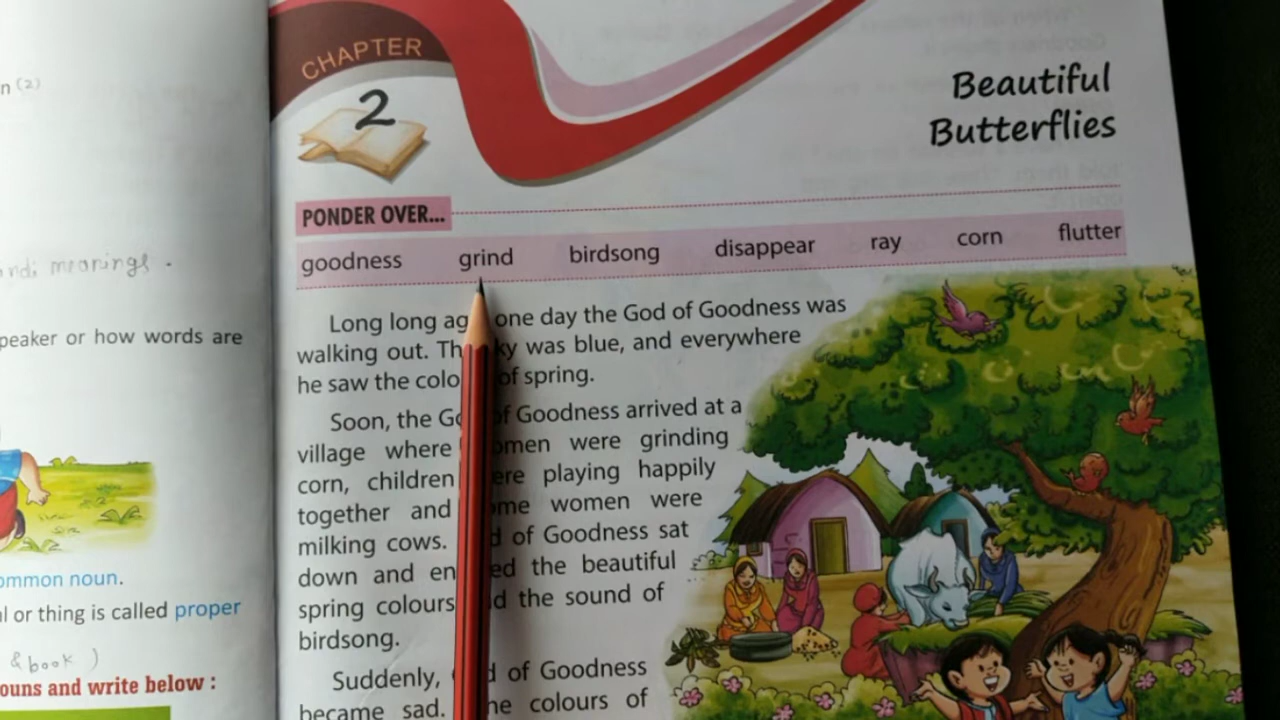 n (2)
ndi meanings .
peaker or how words are
ommon noun.
l or thing is called proper
& book )
ouns and write below :
CHAPTER
2
Beautiful
Butterflies
PONDER OVER...
goodness grind birdsong disappear ray corn flutter
Long long ag one day the God of Goodness was
walking out. Th ky was blue, and everywhere
he saw the colo of spring.
Soon, the Go of Goodness arrived at a
village where omen were grinding
corn, children ere playing happily
together and ome women were
milking cows. d of Goodness sat
down and en ed the beautiful
spring colours d the sound of
birdsong.
Suddenly, d of Goodness
became sad. he colours of